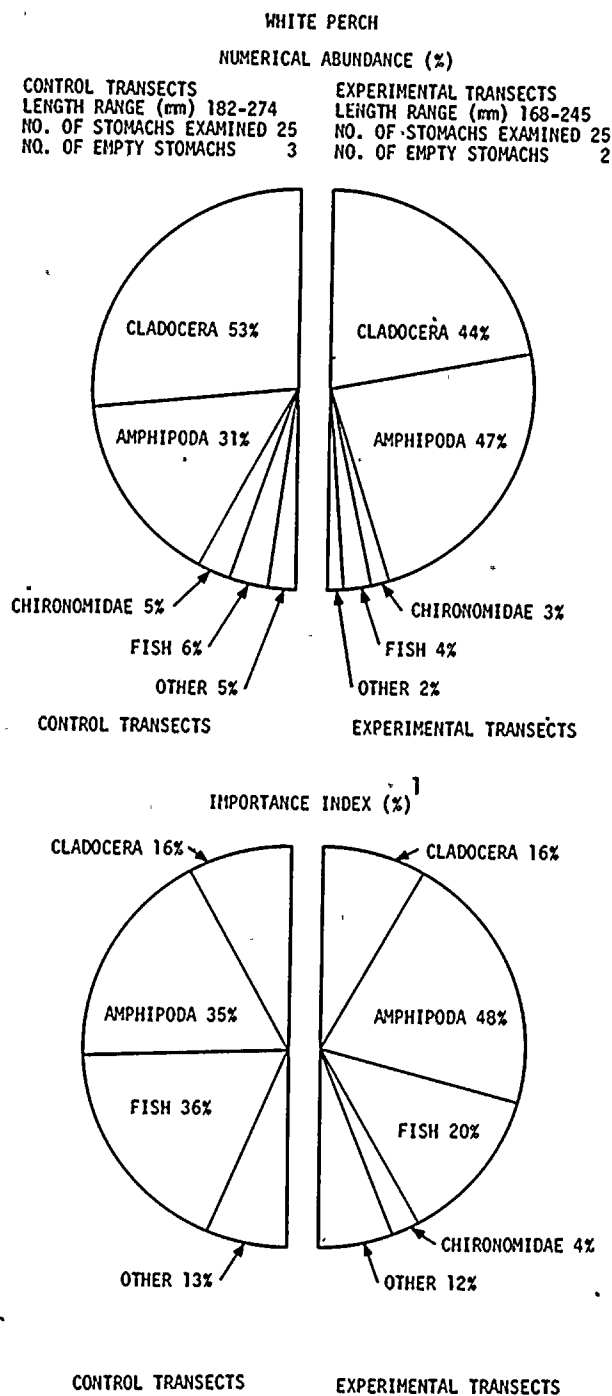 WHITE PERCH
NUMERICAL ABUNDANCE (%)
CONTROL TRANSECTS
LENGTH RANGE (mm) 182-274
NO. OF STOMACHS EXAMINED 25
NO. OF EMPTY STOMACHS 3
EXPERIMENTAL TRANSECTS
LENGTH RANGE (mm) 168-245
NO. OF STOMACHS EXAMINED 25
NO. OF EMPTY STOMACHS 2
CLADOCERA 53%
CLADOCERA 44%
AMPHIPODA 31%
AMPHIPODA 47%
CHIRONOMIDAE 5%
CHIRONOMIDAE 3%
FISH 6%
FISH 4%
OTHER 5%
OTHER 2%
CONTROL TRANSECTS
EXPERIMENTAL TRANSECTS
IMPORTANCE INDEX (%)1
CLADOCERA 16%
CLADOCERA 16%
AMPHIPODA 35%
AMPHIPODA 48%
FISH 36%
FISH 20%
CHIRONOMIDAE 4%
OTHER 13%
OTHER 12%
CONTROL TRANSECTS
EXPERIMENTAL TRANSECTS